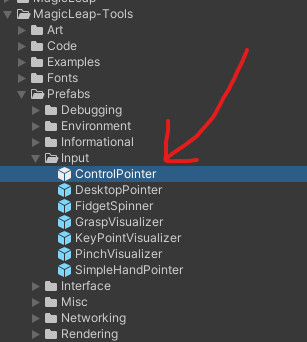 MagicLeap
MagicLeap-Tools
Art
Code
Examples
Fonts
Prefabs
Debugging
Environment
Informational
Input
ControlPointer
DesktopPointer
FidgetSpinner
GraspVisualizer
KeyPointVisualizer
PinchVisualizer
SimpleHandPointer
Interface
Misc
Networking
Rendering